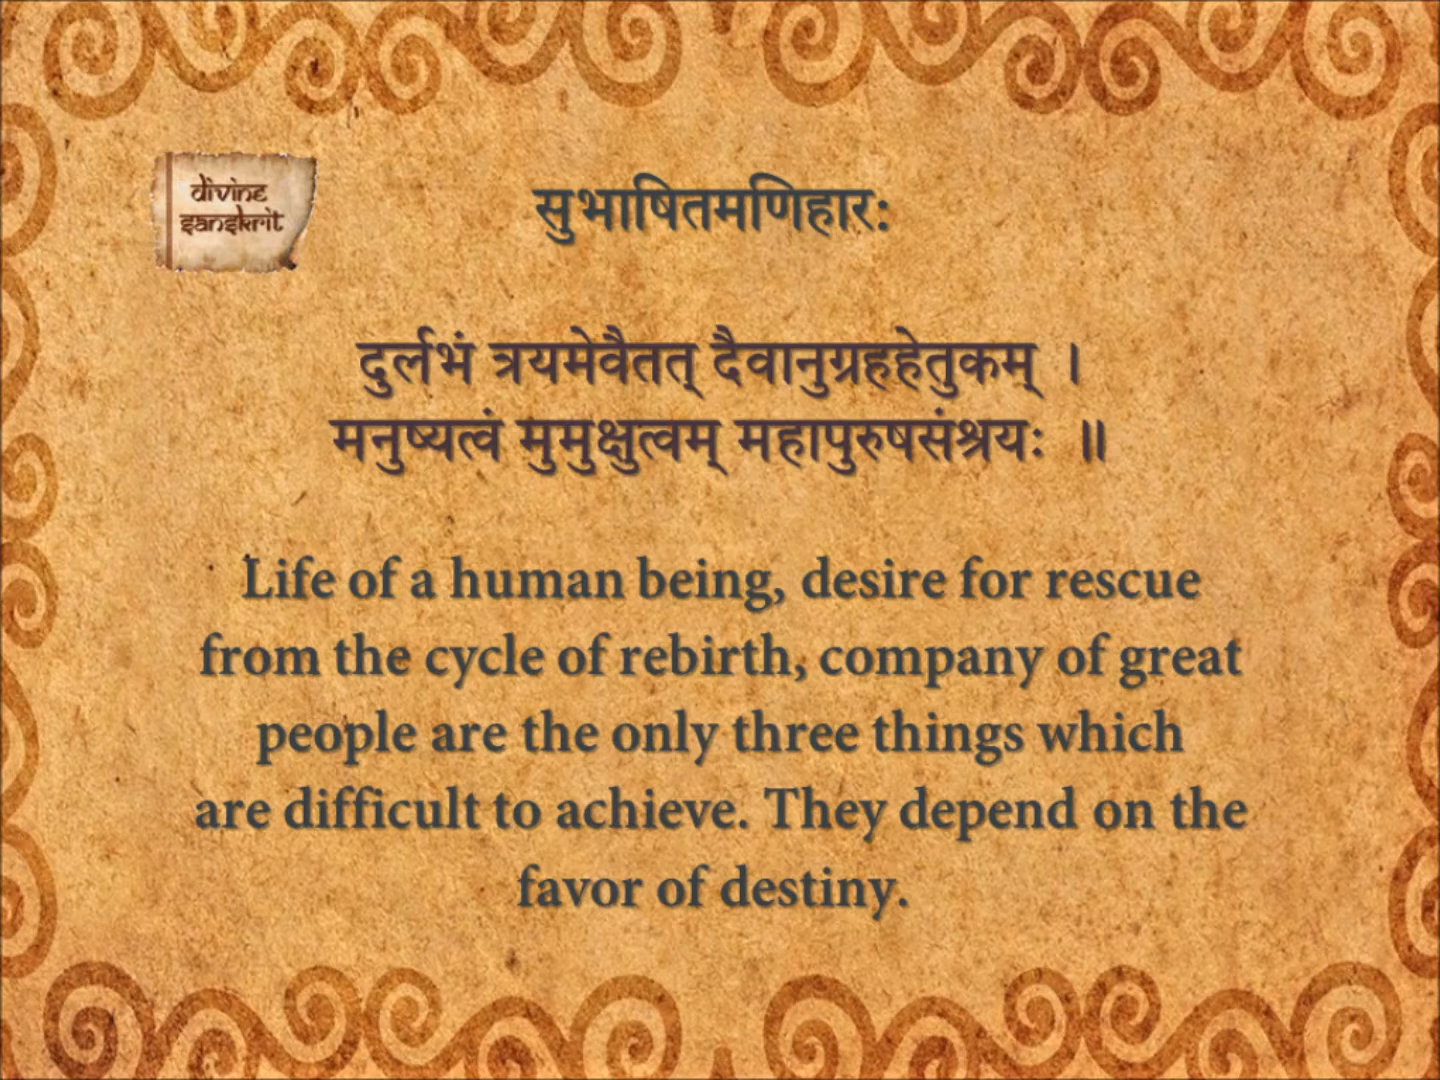 divine
sanskrit
सुभाषितमणिहार:
दुर्लभं त्रयमेवैतत् दैवानुग्रहहेतुकम् ।
मनुष्यत्वं मुमुक्षुत्वम् महापुरुषसंश्रयः ॥
Life of a human being, desire for rescue
from the cycle of rebirth, company of great
people are the only three things which
are difficult to achieve. They depend on the
favor of destiny.